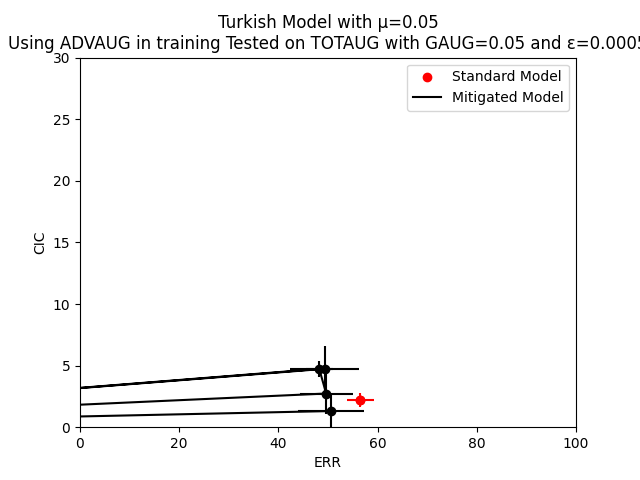 Turkish Model with μ=0.05
Using ADVAUG in training Tested on TOTAUG with GAUG=0.05 and ε=0.0005
Standard Model
Mitigated Model
30
25
20
15
10
5
0
CIC
0 20 40 60 80 100
ERR